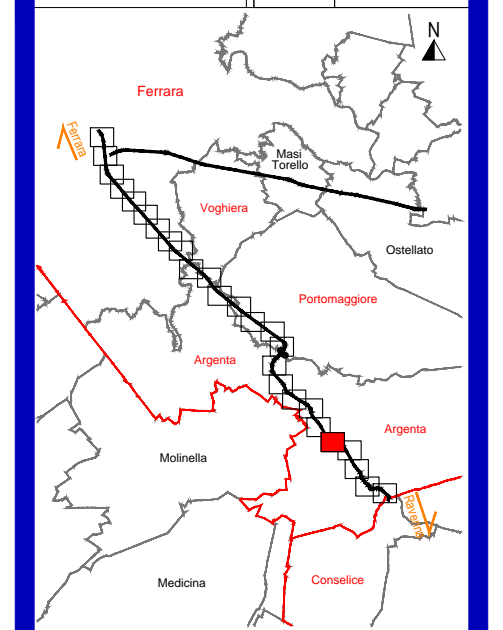 N
Ferrara
Ferrara
Masi
Torello
Voghiera
Ostellato
Portomaggiore
Argenta
Argenta
Molinella
Ravenna
Medicina
Conselice